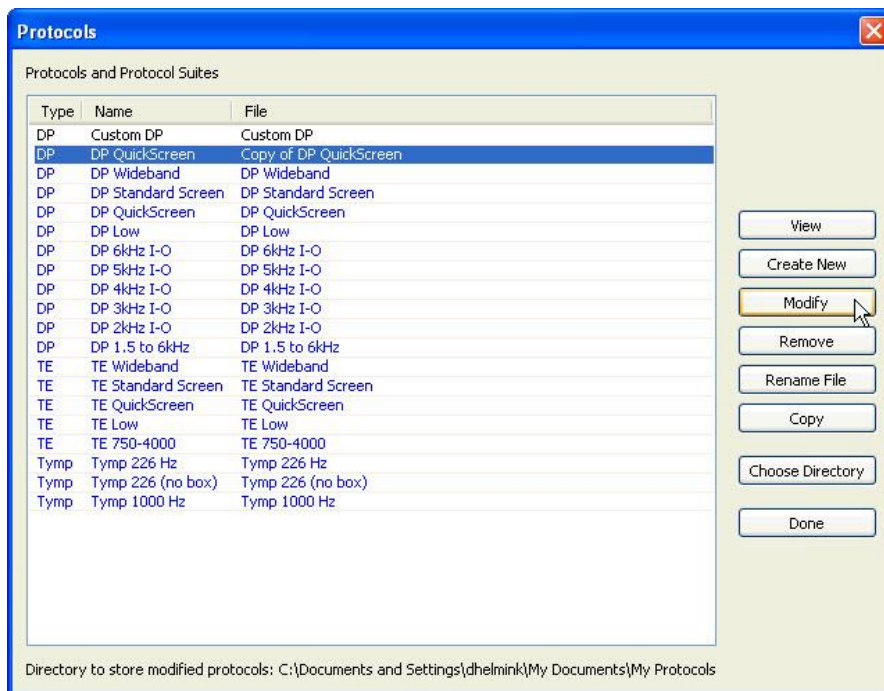 Protocols
Protocols and Protocol Suites
Type Name File
DP Custom DP Custom DP
DP DP QuickScreen Copy of DP QuickScreen
DP DP Wideband DP Wideband
DP DP Standard Screen DP Standard Screen
DP DP QuickScreen DP QuickScreen
DP DP Low DP Low
DP DP 6kHz I-O DP 6kHz I-O
DP DP 5kHz I-O DP 5kHz I-O
DP DP 4kHz I-O DP 4kHz I-O
DP DP 3kHz I-O DP 3kHz I-O
DP DP 2kHz I-O DP 2kHz I-O
DP DP 1.5 to 6kHz DP 1.5 to 6kHz
TE TE Wideband TE Wideband
TE TE Standard Screen TE Standard Screen
TE TE QuickScreen TE QuickScreen
TE TE Low TE Low
TE TE 750-4000 TE 750-4000
Tymp Tymp 226 Hz Tymp 226 Hz
Tymp Tymp 226 (no box) Tymp 226 (no box)
Tymp Tymp 1000 Hz Tymp 1000 Hz
View
Create New
Modify
Remove
Rename File
Copy
Choose Directory
Done
Directory to store modified protocols: C:\Documents and Settings\dhelmink\My Documents\My Protocols